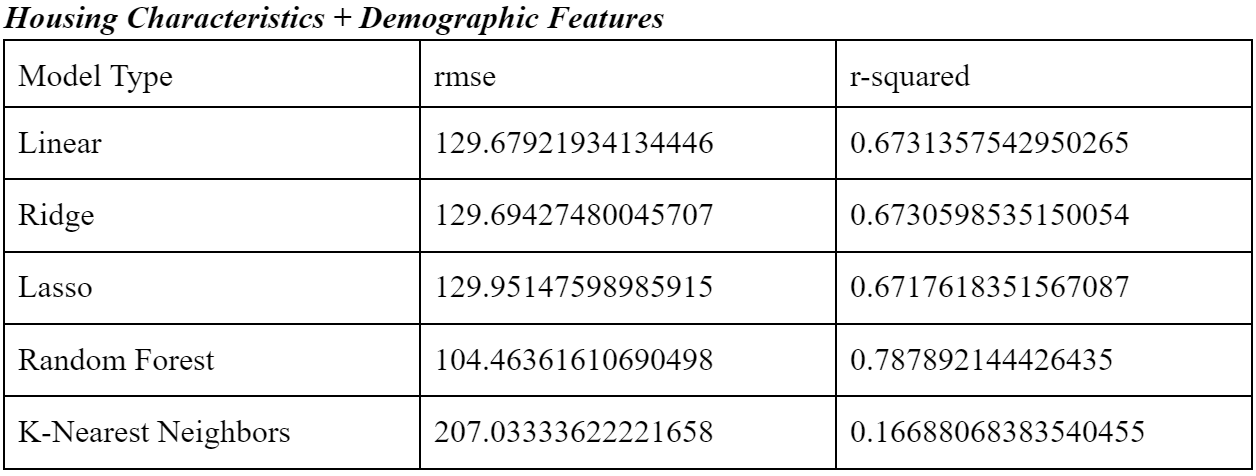 Housing Characteristics + Demographic Features
Model Type rmse r-squared
Linear 129.67921934134446 0.6731357542950265
Ridge 129.69427480045707 0.6730598535150054
Lasso 129.95147598985915 0.6717618351567087
Random Forest 104.46361610690498 0.787892144426435
K-Nearest Neighbors 207.03333622221658 0.16688068383540455